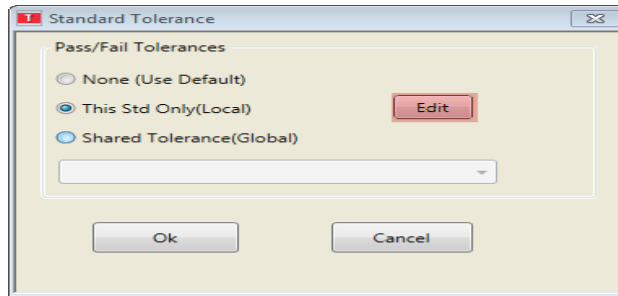 T Standard Tolerance
Pass/Fail Tolerances
None (Use Default)
This Std Only(Local)
Edit
Shared Tolerance(Global)
Ok
Cancel